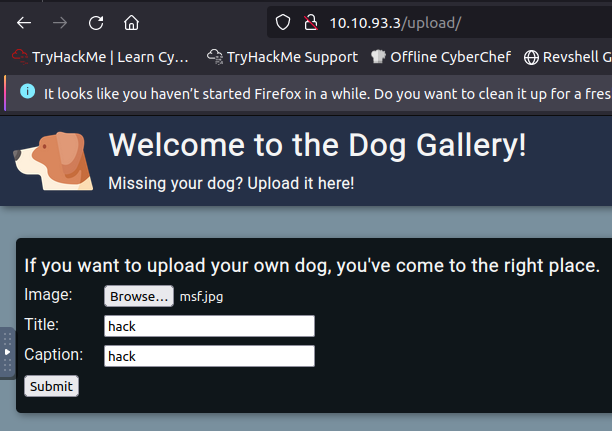 10.10.93.3/upload/
TryHackMe | Learn Cy… TryHackMe Support Offline CyberChef Revshell G
It looks like you haven’t started Firefox in a while. Do you want to clean it up for a fres
Welcome to the Dog Gallery!
Missing your dog? Upload it here!
If you want to upload your own dog, you've come to the right place.
Image: Browse… msf.jpg
Title: hack
Caption: hack
Submit